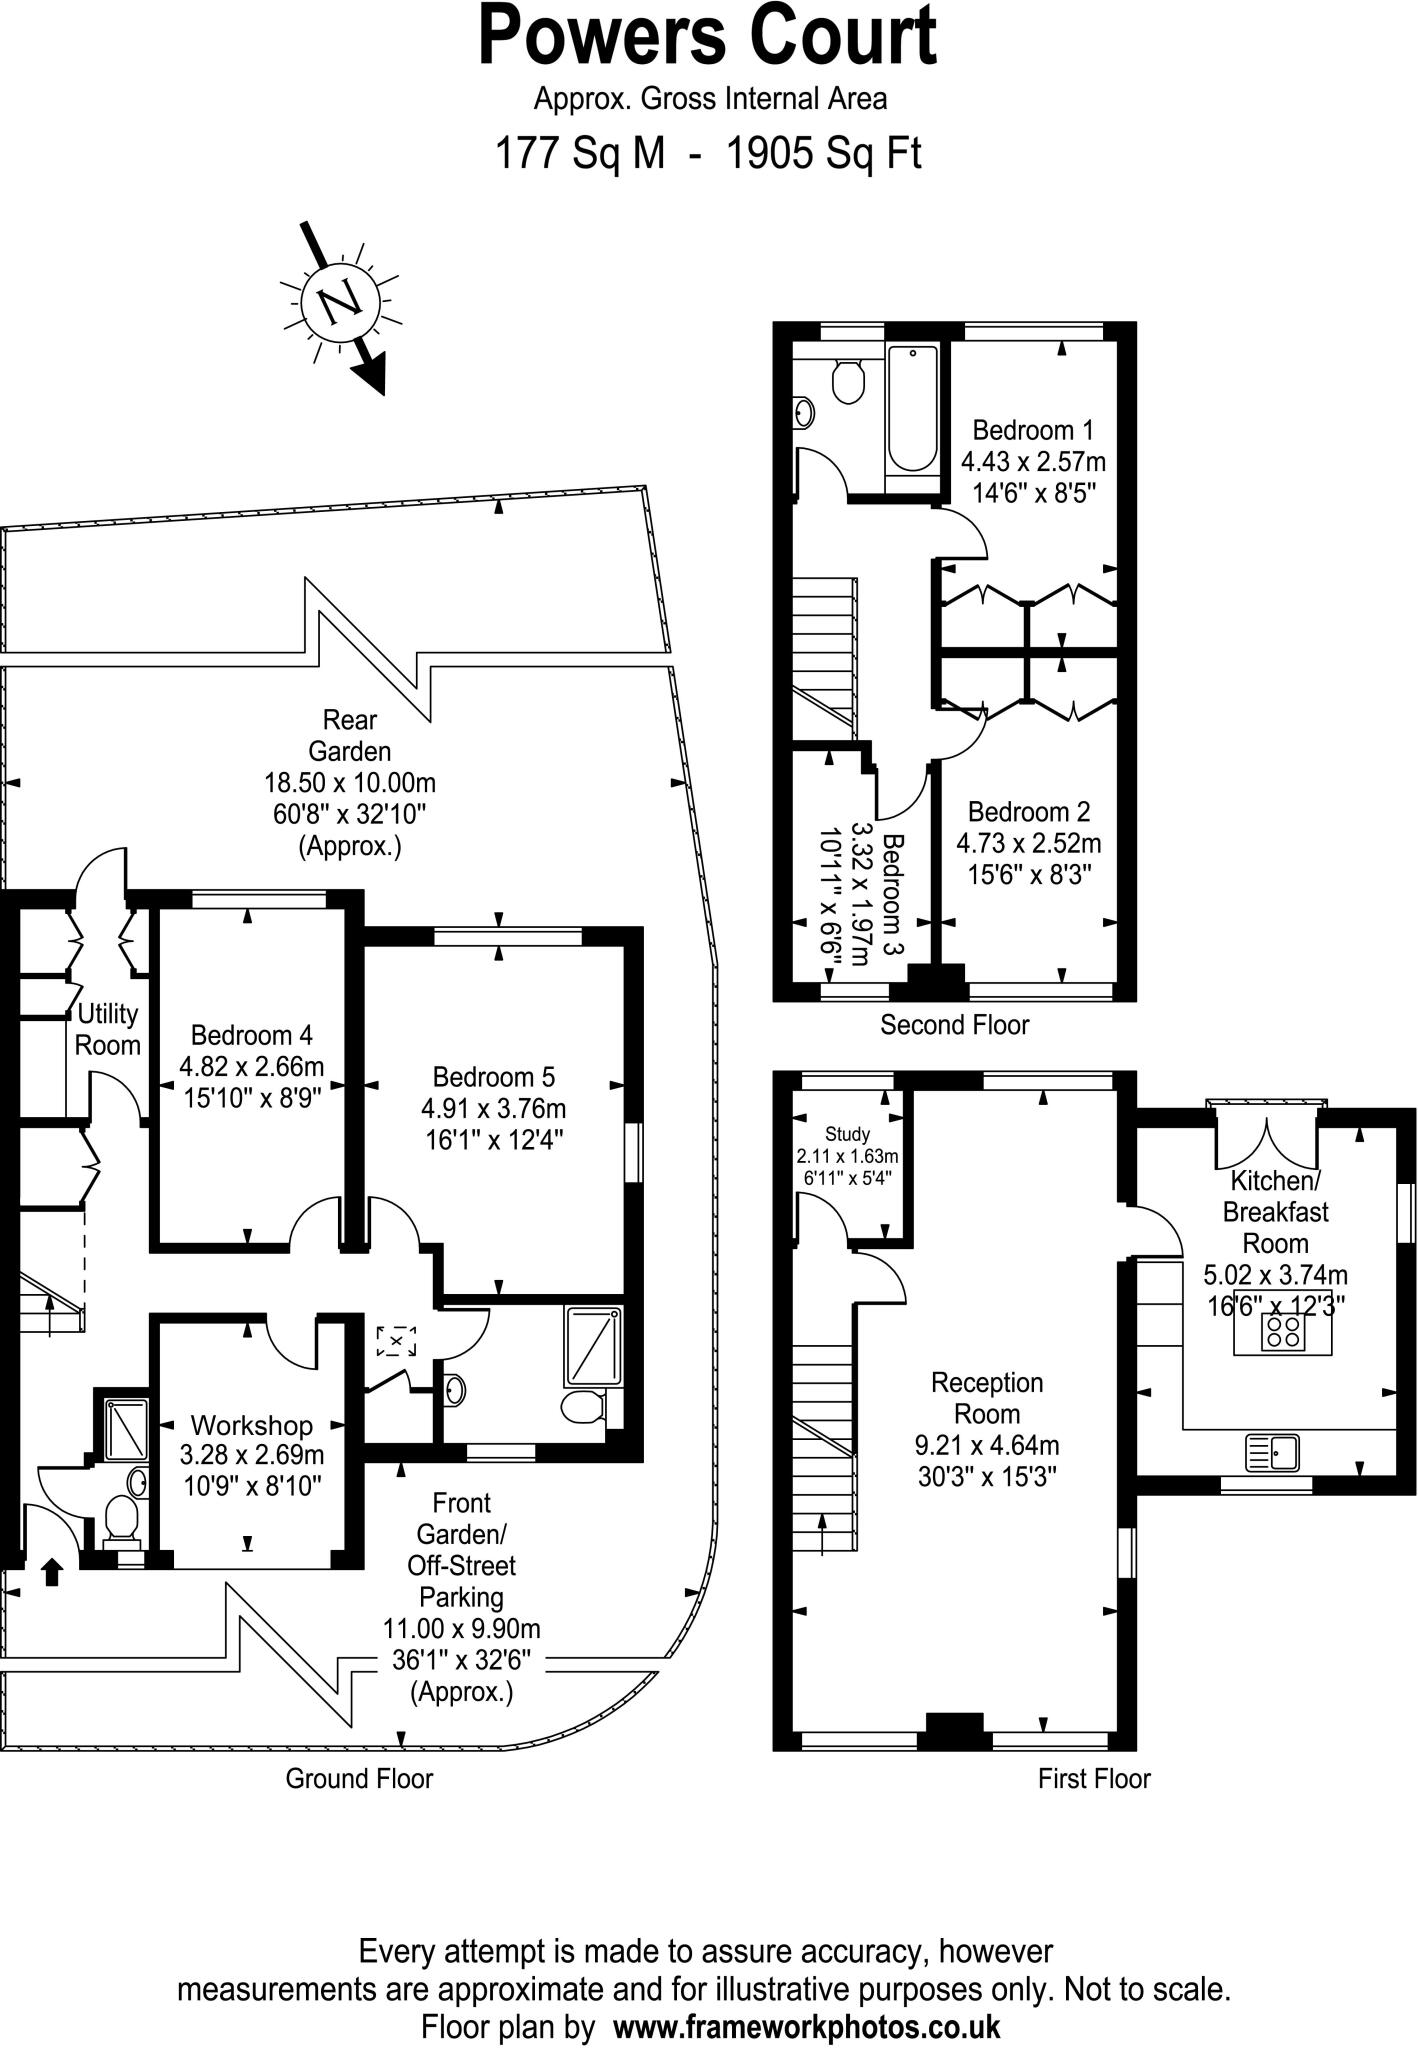 Powers Court
Approx. Gross Internal Area
177 Sq M - 1905 Sq Ft
N
Bedroom 1
4.43 x 2.57m
14'6" x 8'5"
Bedroom 2
4.73 x 2.52m
15'6" x 8'3"
Bedroom 3
3.32 x 1.97m
10'11" x 6'6"
Second Floor
Rear
Garden
18.50 x 10.00m
60'8" x 32'10"
(Approx.)
Utility
Room
Bedroom 4
4.82 x 2.66m
15'10" x 8'9"
Bedroom 5
4.91 x 3.76m
16'1" x 12'4"
x
Workshop
3.28 x 2.69m
10'9" x 8'10"
Front
Garden/
Off-Street
Parking
11.00 x 9.90m
36'1" x 32'6"
(Approx.)
Ground Floor
Study
2.11 x 1.63m
6'11" x 5'4"
Kitchen/
Breakfast
Room
5.02 x 3.74m
16'6" x 12'3"
Reception
Room
9.21 x 4.64m
30'3" x 15'3"
First Floor
Every attempt is made to assure accuracy, however
measurements are approximate and for illustrative purposes only. Not to scale.
Floor plan by www.frameworkphotos.co.uk